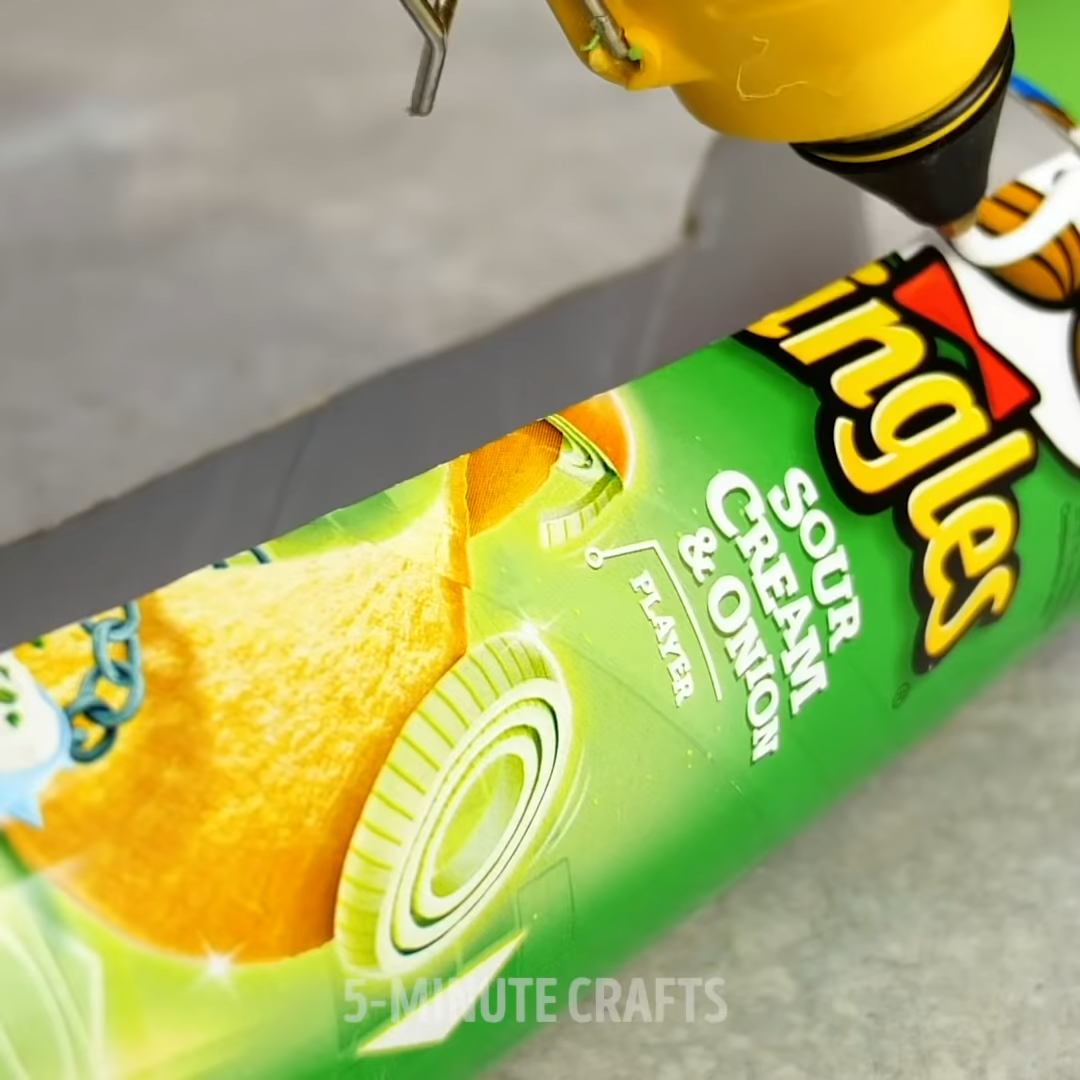 ingles
SOUR
CREAM
& ONION
PLAYER
5-MINUTE CRAFTS